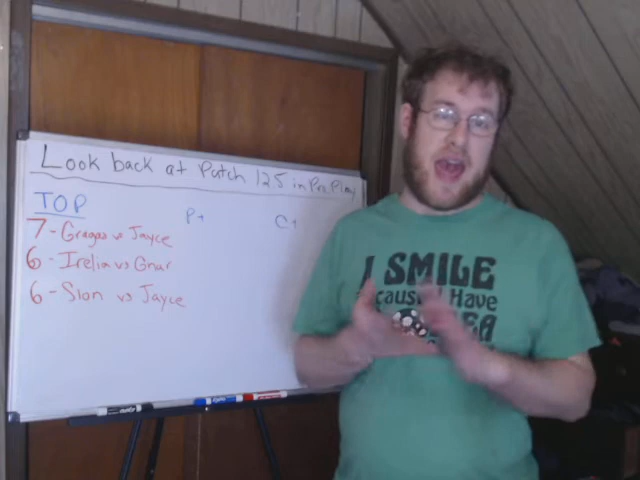 Look back at Patch 12.5 in Pro Play
TOP
P+
C+
7 - Gragas vs Jayce
6 - Irelia vs Gnar
6 - Sion vs Jayce
I SMILE
I Have